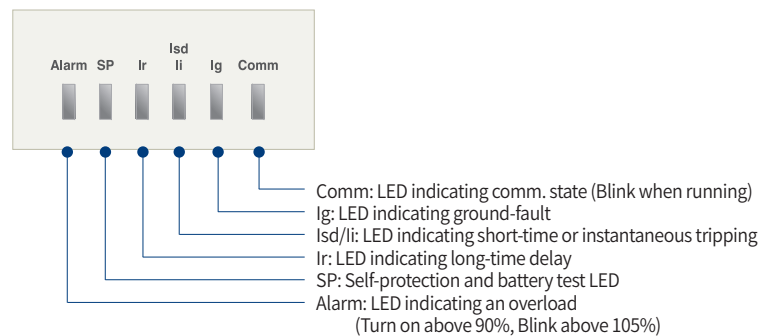 Isd
Alarm SP Ir Ii Ig Comm
Comm: LED indicating comm. state (Blink when running)
Ig: LED indicating ground-fault
Isd/Ii: LED indicating short-time or instantaneous tripping
Ir: LED indicating long-time delay
SP: Self-protection and battery test LED
Alarm: LED indicating an overload
(Turn on above 90%, Blink above 105%)